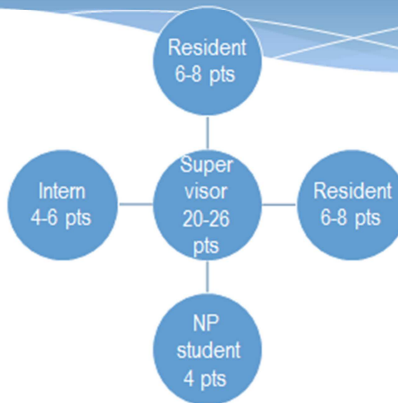 Resident
6-8 pts
Intern
4-6 pts
Super
visor
20-26
pts
Resident
6-8 pts
NP
student
4 pts